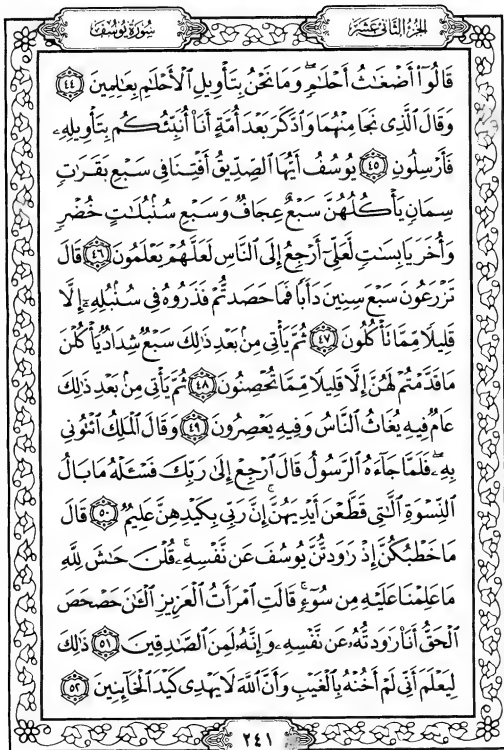 الجزء الثاني عشر
سورة يوسف
قَالُوٓا۟ أَضْغَٰثُ أَحْلَٰمٍۖ وَمَا نَحْنُ بِتَأْوِيلِ ٱلْأَحْلَٰمِ بِعَٰلِمِينَ ٤٤
وَقَالَ ٱلَّذِى نَجَا مِنْهُمَا وَٱدَّكَرَ بَعْدَ أُمَّةٍ أَنَا۠ أُنَبِّئُكُم بِتَأْوِيلِهِۦ
فَأَرْسِلُونِ ٤٥ يُوسُفُ أَيُّهَا ٱلصِّدِّيقُ أَفْتِنَا فِى سَبْعِ بَقَرَٰتٍ
سِمَانٍ يَأْكُلُهُنَّ سَبْعٌ عِجَافٌ وَسَبْعِ سُنۢبُلَٰتٍ خُضْرٍ
وَأُخَرَ يَابِسَٰتٍ لَّعَلِّىٓ أَرْجِعُ إِلَى ٱلنَّاسِ لَعَلَّهُمْ يَعْلَمُونَ ٤٦ قَالَ
تَزْرَعُونَ سَبْعَ سِنِينَ دَأَبًا فَمَا حَصَدتُّمْ فَذَرُوهُ فِى سُنۢبُلِهِۦٓ إِلَّا
قَلِيلًا مِّمَّا تَأْكُلُونَ ٤٧ ثُمَّ يَأْتِى مِنۢ بَعْدِ ذَٰلِكَ سَبْعٌ شِدَادٌ يَأْكُلْنَ
مَا قَدَّمْتُمْ لَهُنَّ إِلَّا قَلِيلًا مِّمَّا تُحْصِنُونَ ٤٨ ثُمَّ يَأْتِى مِنۢ بَعْدِ ذَٰلِكَ
عَامٌ فِيهِ يُغَاثُ ٱلنَّاسُ وَفِيهِ يَعْصِرُونَ ٤٩ وَقَالَ ٱلْمَلِكُ ٱئْتُونِى
بِهِۦۖ فَلَمَّا جَآءَهُ ٱلرَّسُولُ قَالَ ٱرْجِعْ إِلَىٰ رَبِّكَ فَسْـَٔلْهُ مَا بَالُ
ٱلنِّسْوَةِ ٱلَّٰتِى قَطَّعْنَ أَيْدِيَهُنَّۚ إِنَّ رَبِّى بِكَيْدِهِنَّ عَلِيمٌ ٥٠ قَالَ
مَا خَطْبُكُنَّ إِذْ رَٰوَدتُّنَّ يُوسُفَ عَن نَّفْسِهِۦۚ قُلْنَ حَٰشَ لِلَّهِ
مَا عَلِمْنَا عَلَيْهِ مِن سُوٓءٍۚ قَالَتِ ٱمْرَأَتُ ٱلْعَزِيزِ ٱلْـَٰٔنَ حَصْحَصَ
ٱلْحَقُّ أَنَا۠ رَٰوَدتُّهُۥ عَن نَّفْسِهِۦ وَإِنَّهُۥ لَمِنَ ٱلصَّٰدِقِينَ ٥١ ذَٰلِكَ
لِيَعْلَمَ أَنِّى لَمْ أَخُنْهُ بِٱلْغَيْبِ وَأَنَّ ٱللَّهَ لَا يَهْدِى كَيْدَ ٱلْخَآئِنِينَ ٥٢
٢٤١